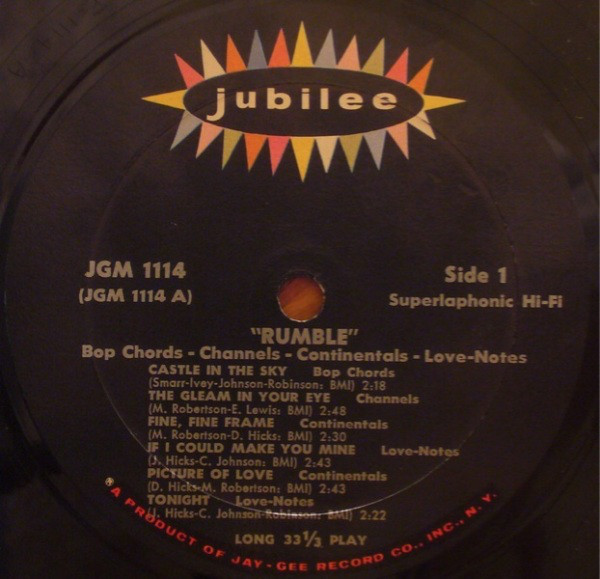 jubilee
JGM 1114
(JGM 1114 A)
Side 1
Superlaphonic Hi-Fi
"RUMBLE"
Bop Chords - Channels - Continentals - Love-Notes
CASTLE IN THE SKY Bop Chords
(Smarr-Ivey-Johnson-Robinson: BMI) 2:18
THE GLEAM IN YOUR EYE Channels
(M. Robertson-E. Lewis: BMI) 2:48
FINE, FINE FRAME Continentals
(M. Robertson-D. Hicks: BMI) 2:30
IF I COULD MAKE YOU MINE Love-Notes
(J. Hicks-C. Johnson: BMI) 2:43
PICTURE OF LOVE Continentals
(D. Hicks-M. Robertson: BMI) 2:43
TONIGHT Love-Notes
(J. Hicks-C. Johnson-Robinson: BMI) 2:22
LONG 33⅓ PLAY
®A PRODUCT OF JAY-GEE RECORD CO., INC., N. Y.